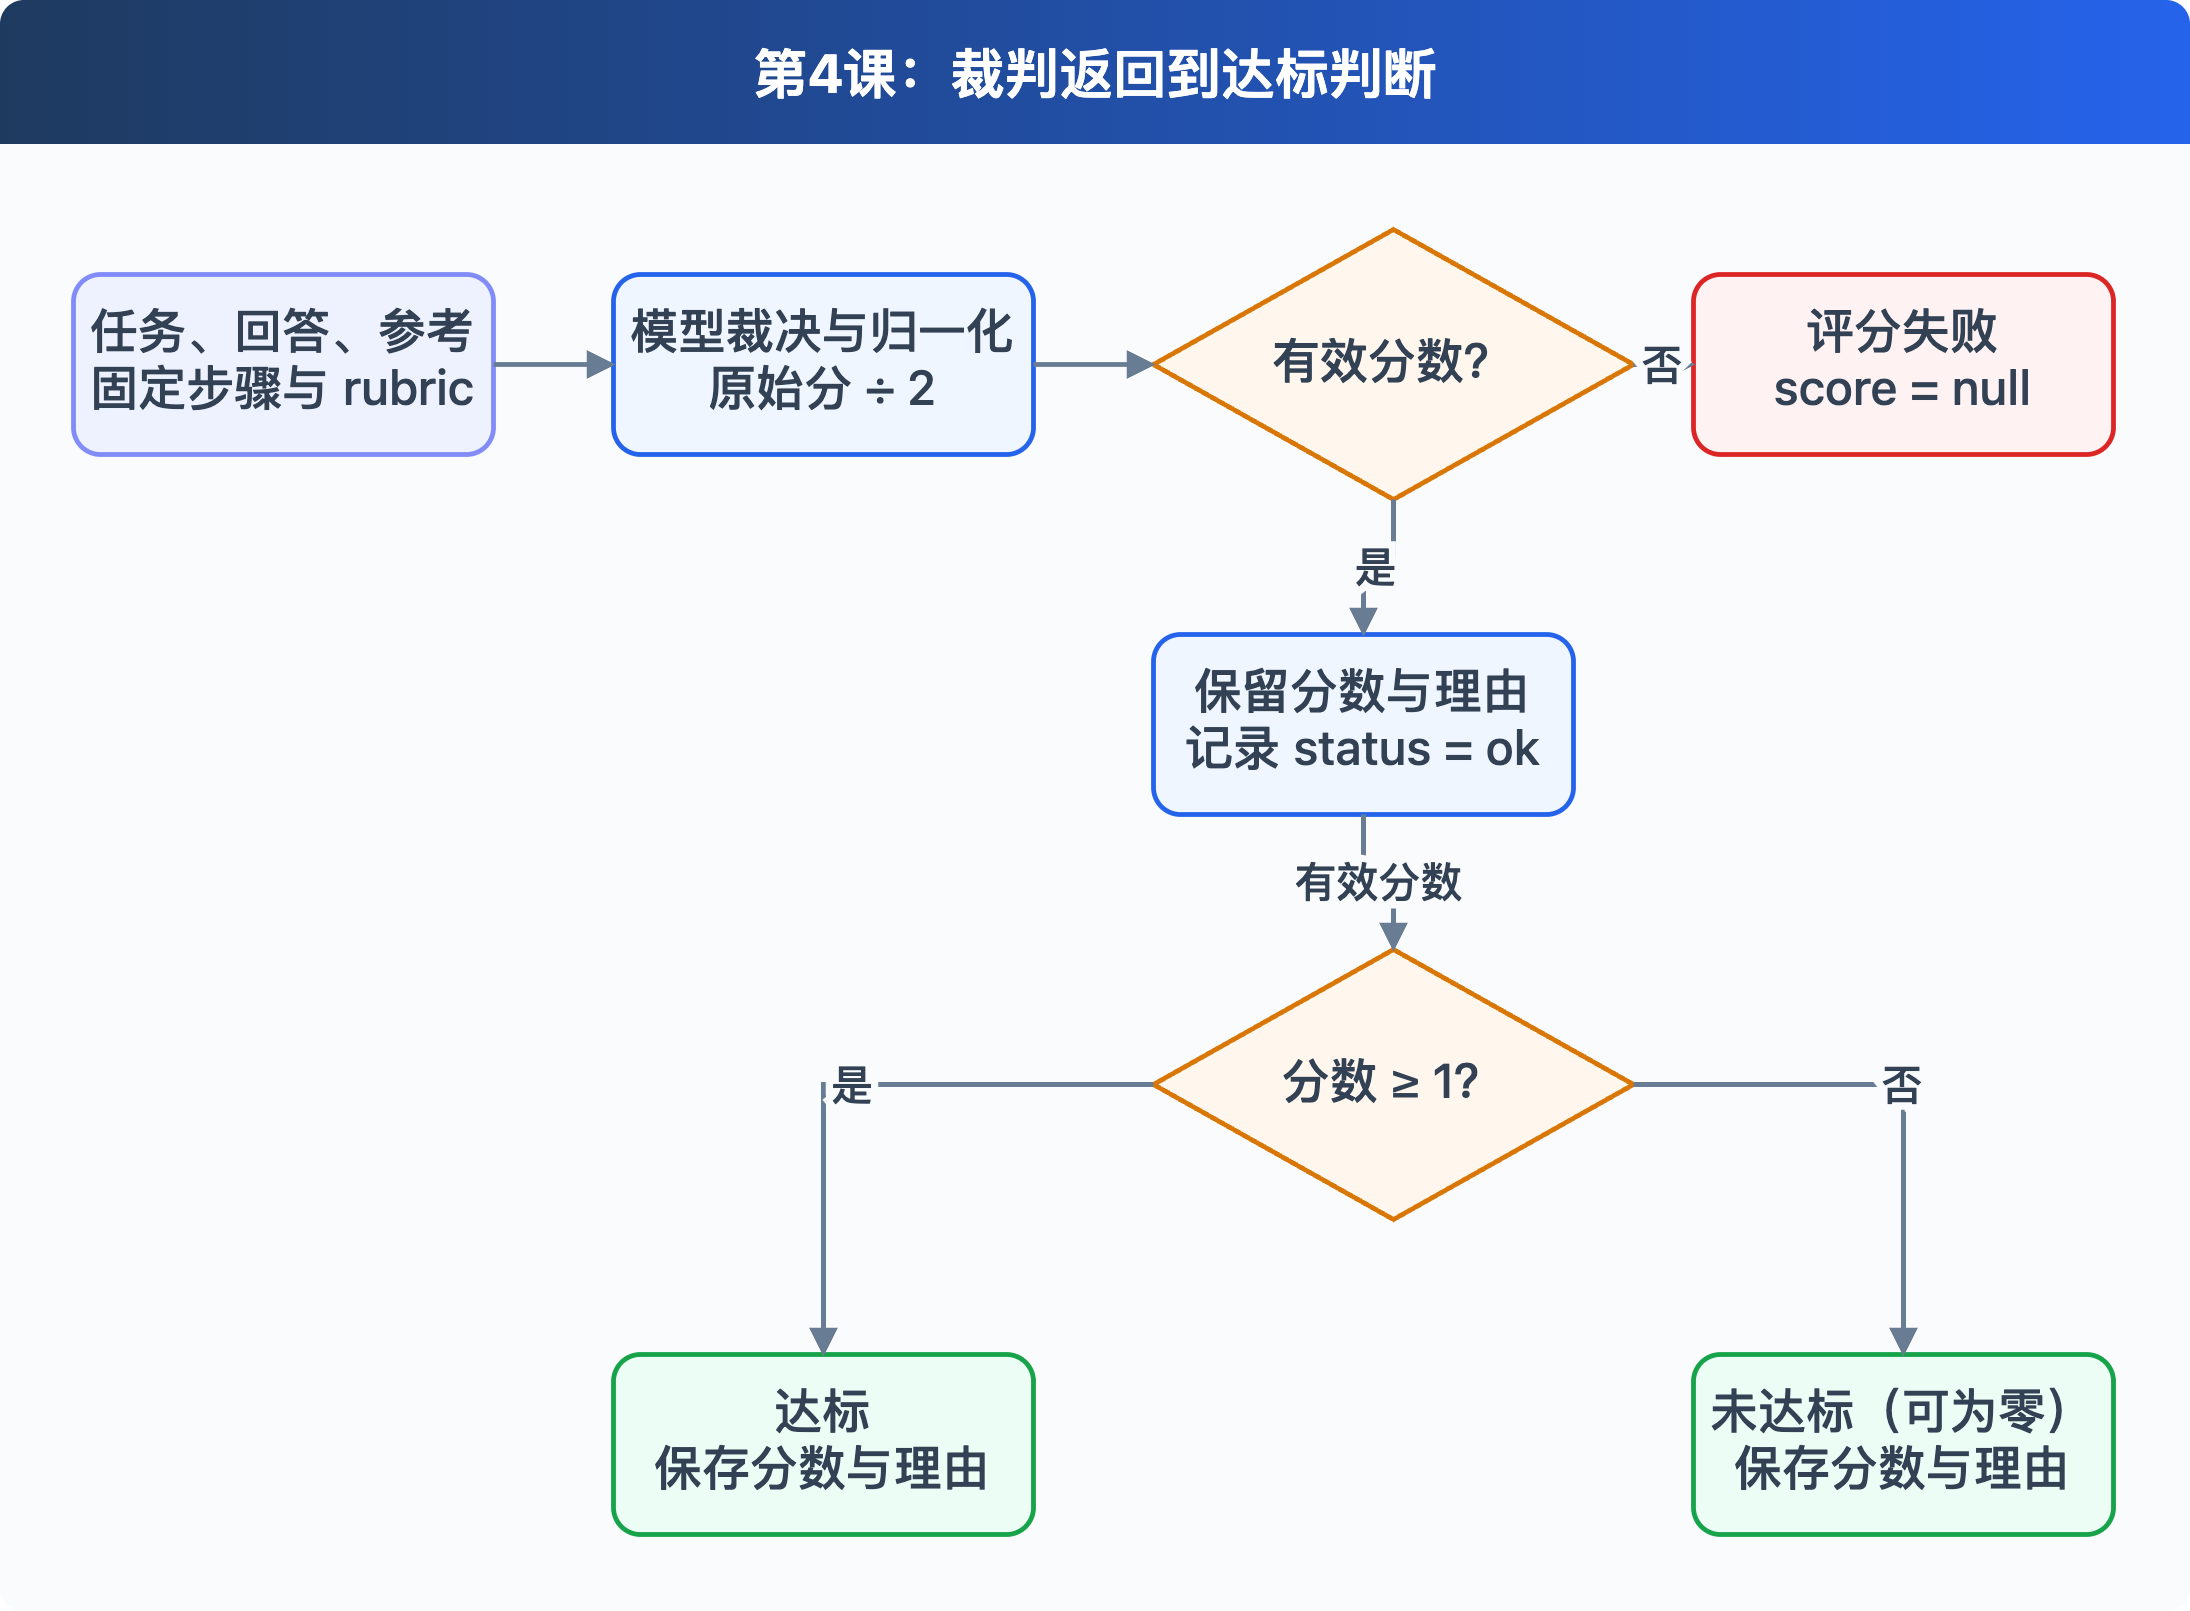 第4课：裁判返回到达标判断
任务、回答、参考
固定步骤与 rubric
模型裁决与归一化
原始分 ÷ 2
有效分数?
否
评分失败
score = null
是
保留分数与理由
记录 status = ok
有效分数
分数 ≥ 1?
是
否
达标
保存分数与理由
未达标（可为零）
保存分数与理由